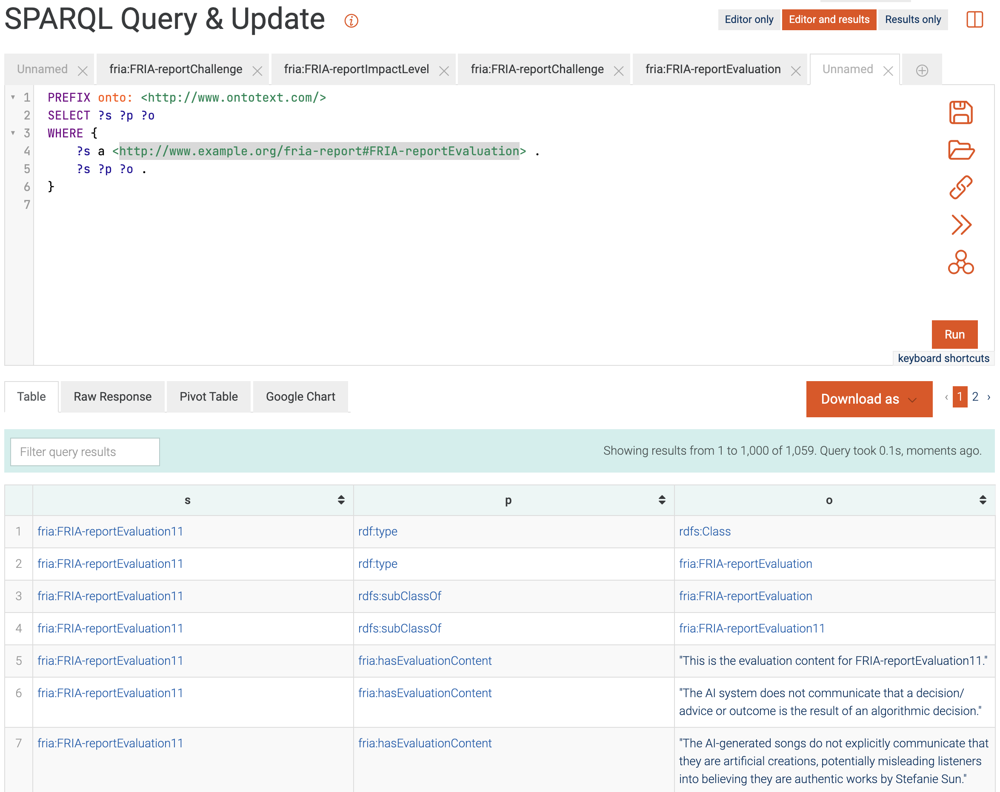 SPARQL Query & Update
Editor only Editor and results Results only
Unnamed fria:FRIA-reportChallenge fria:FRIA-reportImpactLevel fria:FRIA-reportChallenge fria:FRIA-reportEvaluation Unnamed
1 PREFIX onto: <http://www.ontotext.com/>
2 SELECT ?s ?p ?o
3 WHERE {
4 ?s a <http://www.example.org/fria-report#FRIA-reportEvaluation> .
5 ?s ?p ?o .
6 }
7
Run
keyboard shortcuts
Table Raw Response Pivot Table Google Chart
Download as ‹ 1 2 ›
Filter query results
Showing results from 1 to 1,000 of 1,059. Query took 0.1s, moments ago.
s p o
1 fria:FRIA-reportEvaluation11 rdf:type rdfs:Class
2 fria:FRIA-reportEvaluation11 rdf:type fria:FRIA-reportEvaluation
3 fria:FRIA-reportEvaluation11 rdfs:subClassOf fria:FRIA-reportEvaluation
4 fria:FRIA-reportEvaluation11 rdfs:subClassOf fria:FRIA-reportEvaluation11
5 fria:FRIA-reportEvaluation11 fria:hasEvaluationContent "This is the evaluation content for FRIA-reportEvaluation11."
6 fria:FRIA-reportEvaluation11 fria:hasEvaluationContent "The AI system does not communicate that a decision/
advice or outcome is the result of an algorithmic decision."
7 fria:FRIA-reportEvaluation11 fria:hasEvaluationContent "The AI-generated songs do not explicitly communicate that
they are artificial creations, potentially misleading listeners
into believing they are authentic works by Stefanie Sun."